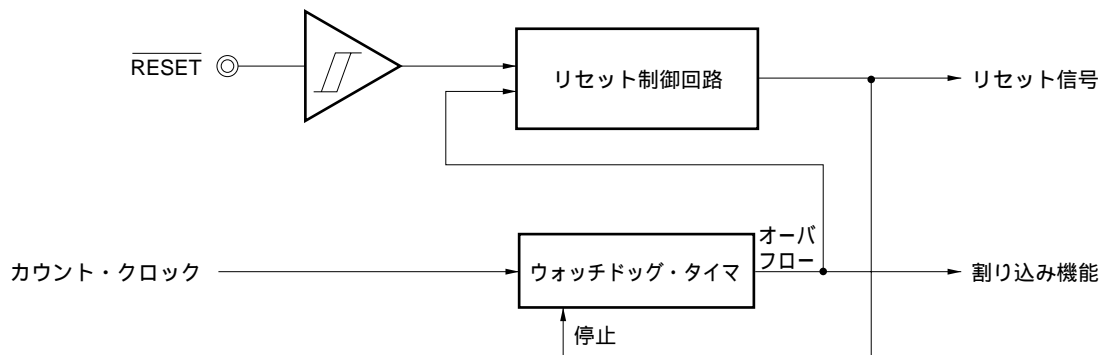 RESET
リセット制御回路
リセット信号
オーバ
フロー
カウント・クロック
ウォッチドッグ・タイマ
割り込み機能
停止